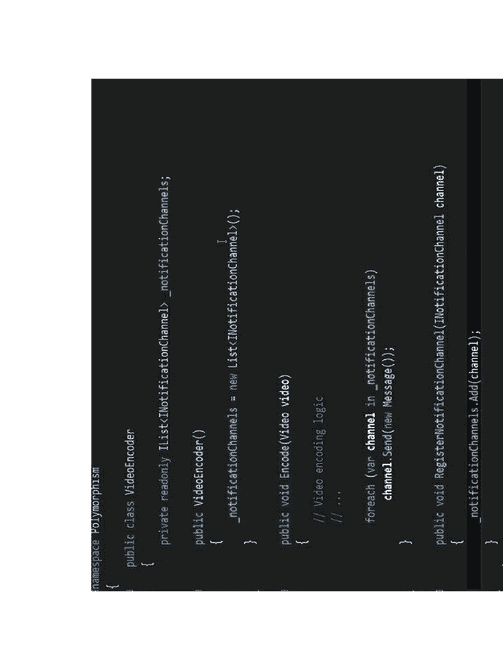 namespace Polymorphism
{
public class VideoEncoder
{
private readonly IList<INotificationChannel> _notificationChannels;
public VideoEncoder()
{
_notificationChannels = new List<INotificationChannel>();
}
public void Encode(Video video)
{
// Video encoding logic
// ...
foreach (var channel in _notificationChannels)
channel.Send(new Message());
}
public void RegisterNotificationChannel(INotificationChannel channel)
{
_notificationChannels.Add(channel);
}